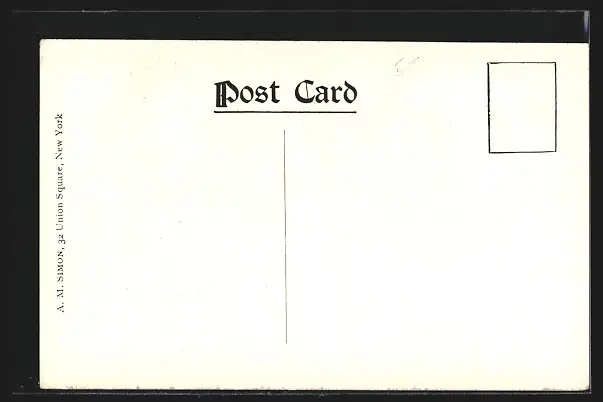 Post Card
A. M. SIMON, 32 Union Square, New York